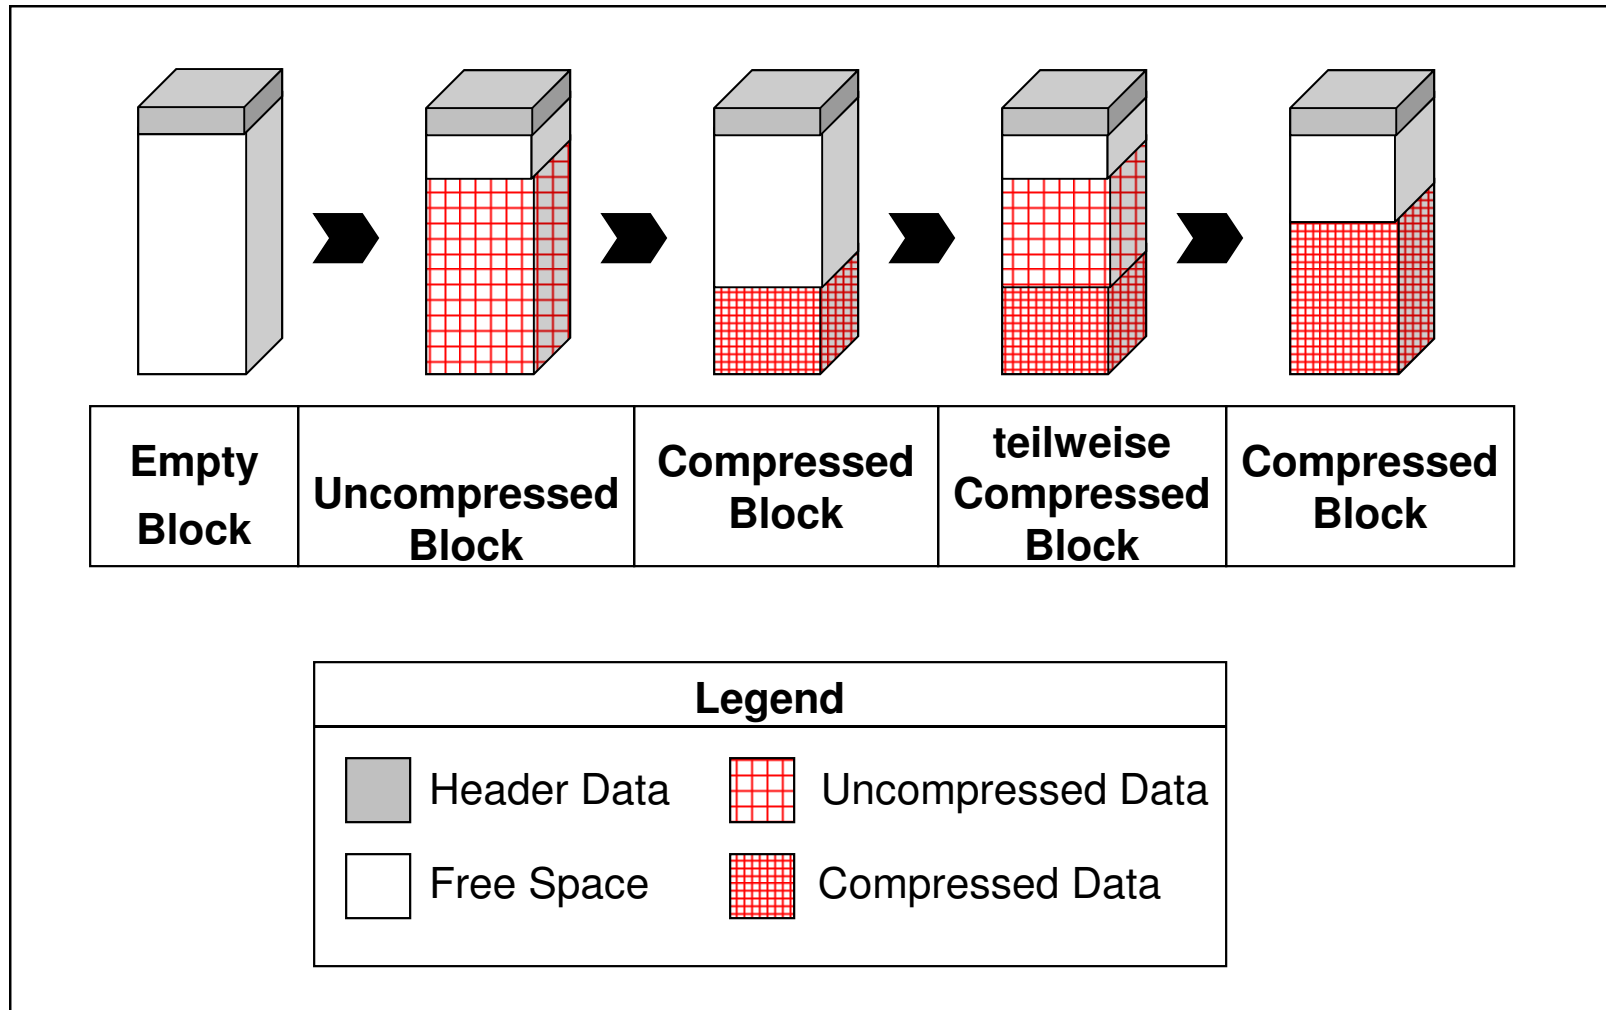 Empty
Block
Uncompressed
Block
Compressed
Block
teilweise
Compressed
Block
Compressed
Block
Legend
Header Data
Uncompressed Data
Free Space
Compressed Data